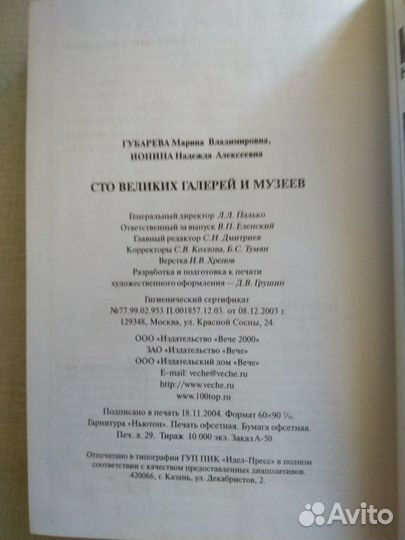 ГУБАРЕВА Марина Владимировна,
ИОНИНА Надежда Алексеевна
СТО ВЕЛИКИХ ГАЛЕРЕЙ И МУЗЕЕВ
Генеральный директор Л.Л. Палько
Ответственный за выпуск В.П. Еленский
Главный редактор С.Н. Дмитриев
Корректоры С.В. Козлова, Б.С. Тумян
Верстка И.В. Хренов
Разработка и подготовка к печати
художественного оформления — Д.В. Грушин
Гигиенический сертификат
№77.99.02.953.П.001857.12.03. от 08.12.2003 г.
129348, Москва, ул. Красной Сосны, 24.
ООО «Издательство «Вече 2000»
ЗАО «Издательство «Вече»
ООО «Издательский дом «Вече»
E-mail: veche@veche.ru
http://www.veche.ru
www.100top.ru
Подписано в печать 18.11.2004. Формат 60×90 1/16.
Гарнитура «Ньютон». Печать офсетная. Бумага офсетная.
Печ. л. 29. Тираж 10 000 экз. Заказ А-50
Отпечатано в типографии ГУП ПИК «Идел-Пресс» в полном
соответствии с качеством предоставленных диапозитивов.
420066, г. Казань, ул. Декабристов, 2.
Avito